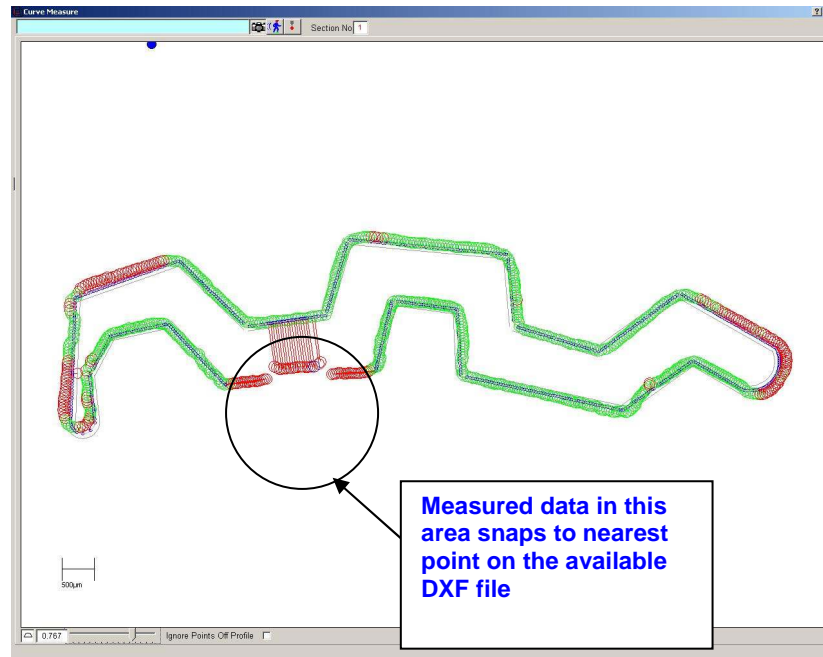 Curve Measure
Section No 1
Measured data in this
area snaps to nearest
point on the available
DXF file
500µm
0.767
Ignore Points Off Profile